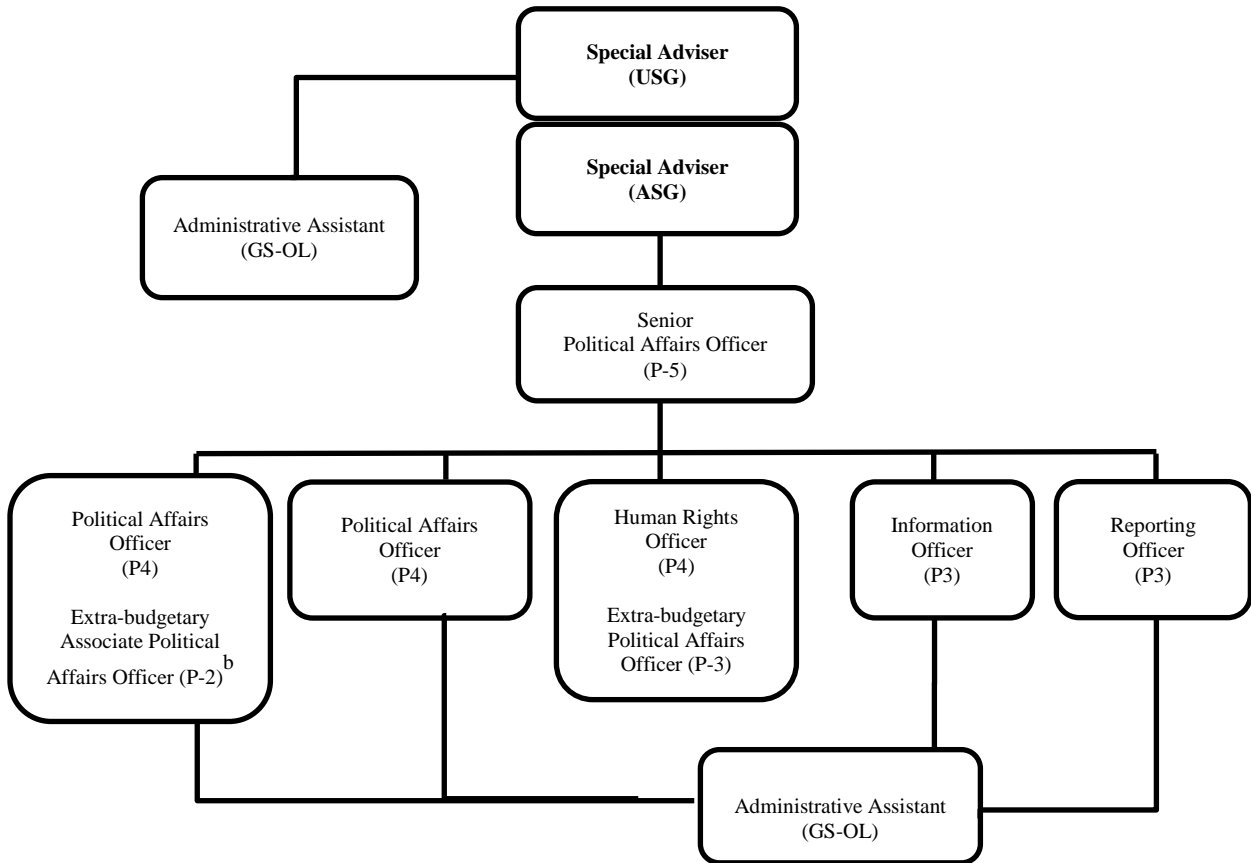 Special Adviser
(USG)
Special Adviser
(ASG)
Administrative Assistant
(GS-OL)
Senior
Political Affairs Officer
(P-5)
Political Affairs
Officer
(P4)
Extra-budgetary
Associate Political
Affairs Officer (P-2)b
Political Affairs
Officer
(P4)
Human Rights
Officer
(P4)
Extra-budgetary
Political Affairs
Officer (P-3)
Information
Officer
(P3)
Reporting
Officer
(P3)
Administrative Assistant
(GS-OL)